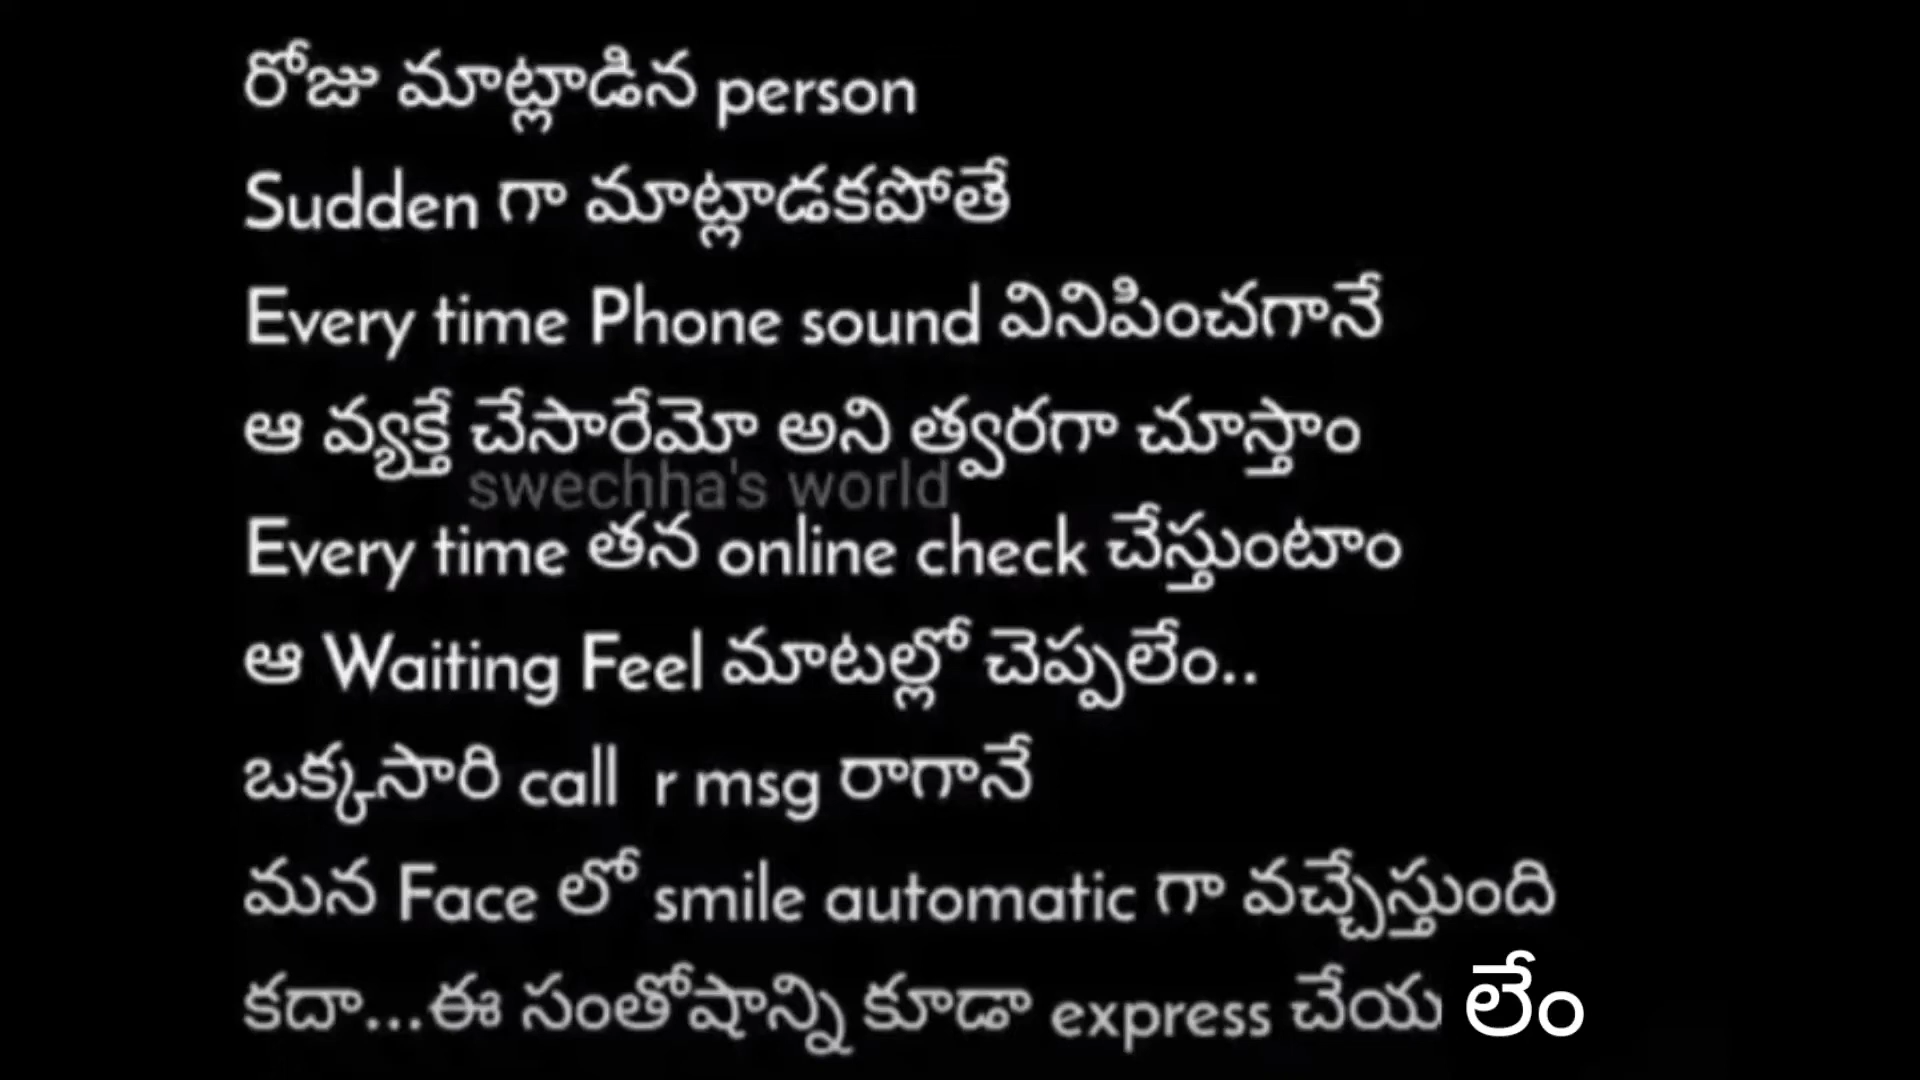 రోజు మాట్లాడిన person
Sudden గా మాట్లాడకపోతే
Every time Phone sound వినిపించగానే
ఆ వ్యక్తే చేసారేమో అని త్వరగా చూస్తాం
swechha's world
Every time తన online check చేస్తుంటాం
ఆ Waiting Feel మాటల్లో చెప్పలేం..
ఒక్కసారి call r msg రాగానే
మన Face లో smile automatic గా వచ్చేస్తుంది
కదా...ఈ సంతోషాన్ని కూడా express చేయ లేం